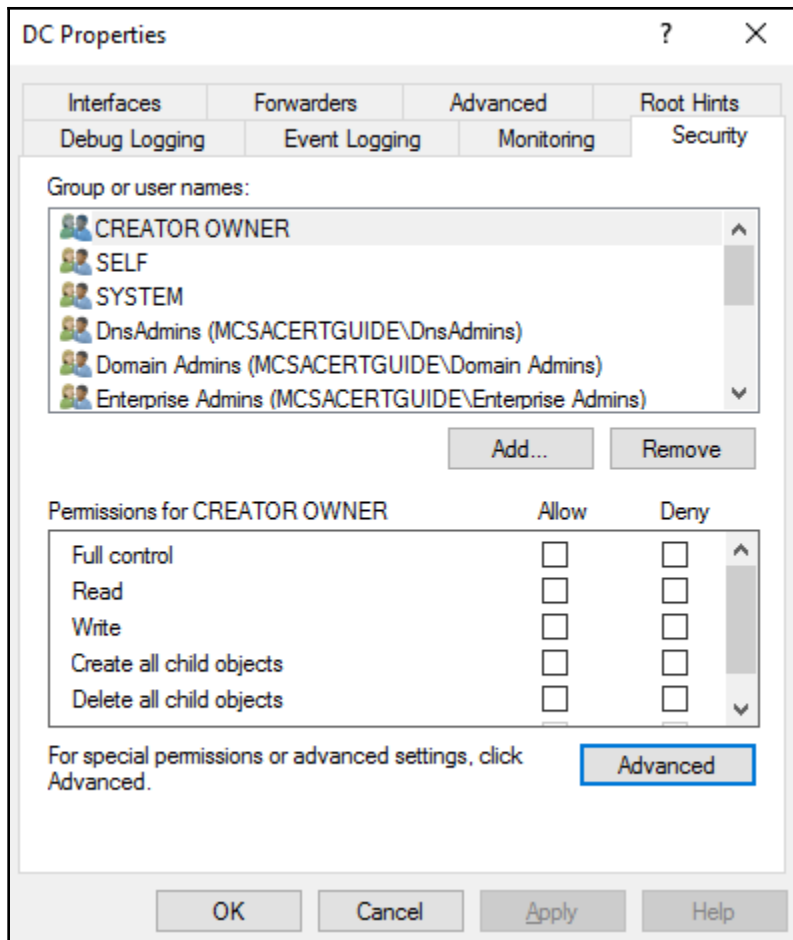 DC Properties ? X
Interfaces Forwarders Advanced Root Hints
Debug Logging Event Logging Monitoring Security
Group or user names:
CREATOR OWNER
SELF
SYSTEM
DnsAdmins (MCSACERTGUIDE\DnsAdmins)
Domain Admins (MCSACERTGUIDE\Domain Admins)
Enterprise Admins (MCSACERTGUIDE\Enterprise Admins)
Add... Remove
Permissions for CREATOR OWNER Allow Deny
Full control
Read
Write
Create all child objects
Delete all child objects
For special permissions or advanced settings, click
Advanced.
Advanced
OK Cancel Apply Help